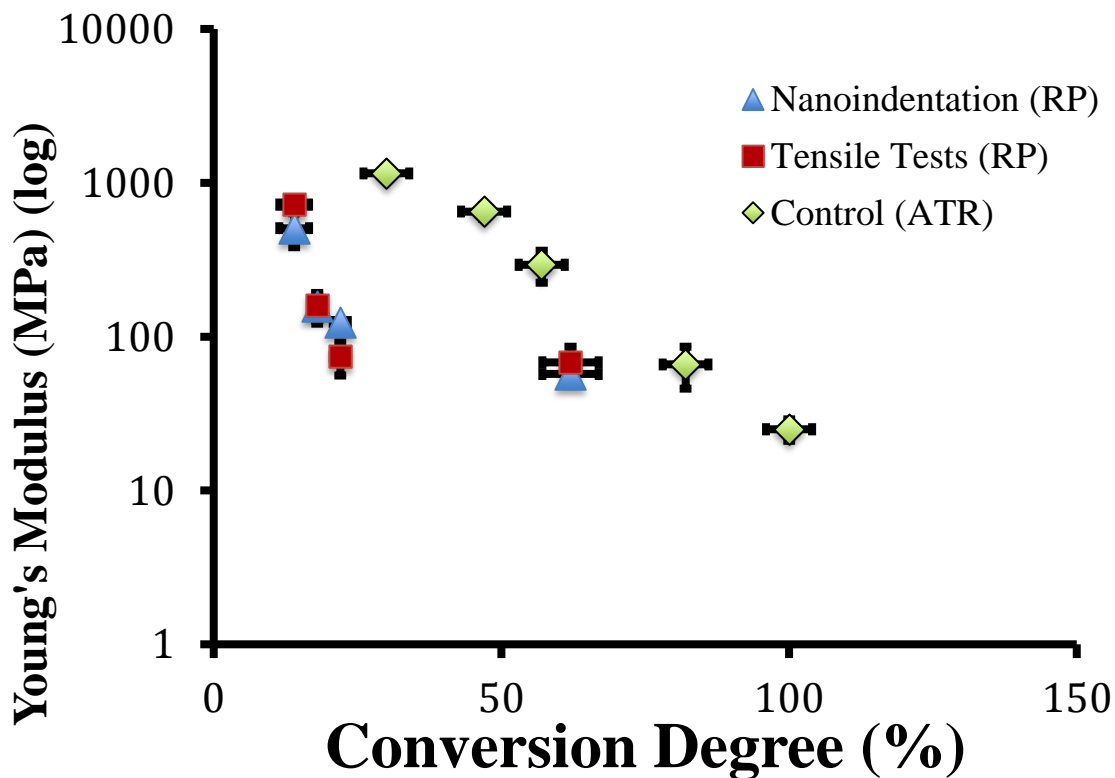 Young's Modulus (MPa) (log)
10000
1000
100
10
1
Nanoindentation (RP)
Tensile Tests (RP)
Control (ATR)
0 50 100 150
Conversion Degree (%)